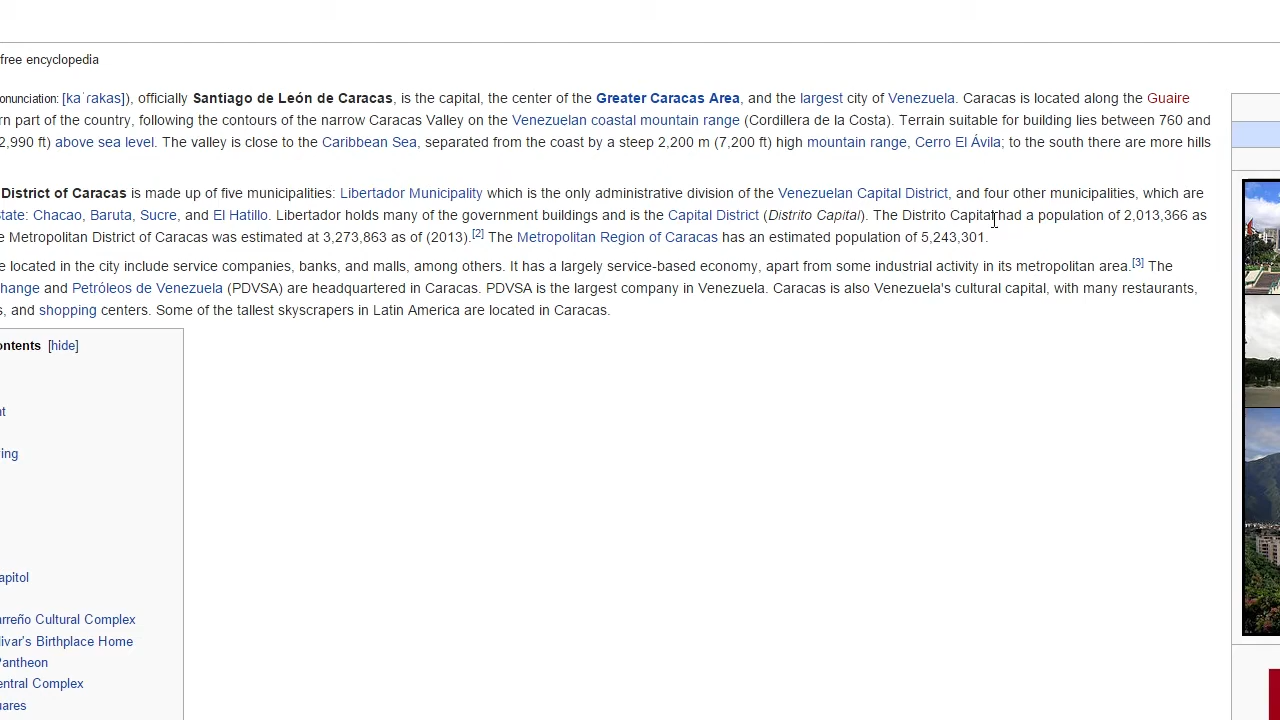 free encyclopedia
onunciation: [kaˈɾakas]), officially Santiago de León de Caracas, is the capital, the center of the Greater Caracas Area, and the largest city of Venezuela. Caracas is located along the Guaire
rn part of the country, following the contours of the narrow Caracas Valley on the Venezuelan coastal mountain range (Cordillera de la Costa). Terrain suitable for building lies between 760 and
2,990 ft) above sea level. The valley is close to the Caribbean Sea, separated from the coast by a steep 2,200 m (7,200 ft) high mountain range, Cerro El Ávila; to the south there are more hills
District of Caracas is made up of five municipalities: Libertador Municipality which is the only administrative division of the Venezuelan Capital District, and four other municipalities, which are
State: Chacao, Baruta, Sucre, and El Hatillo. Libertador holds many of the government buildings and is the Capital District (Distrito Capital). The Distrito Capital had a population of 2,013,366 as
e Metropolitan District of Caracas was estimated at 3,273,863 as of (2013).[2] The Metropolitan Region of Caracas has an estimated population of 5,243,301.
e located in the city include service companies, banks, and malls, among others. It has a largely service-based economy, apart from some industrial activity in its metropolitan area.[3] The
hange and Petróleos de Venezuela (PDVSA) are headquartered in Caracas. PDVSA is the largest company in Venezuela. Caracas is also Venezuela's cultural capital, with many restaurants,
s, and shopping centers. Some of the tallest skyscrapers in Latin America are located in Caracas.
ontents [hide]
nt
ving
apitol
arreño Cultural Complex
livar's Birthplace Home
Pantheon
entral Complex
uares